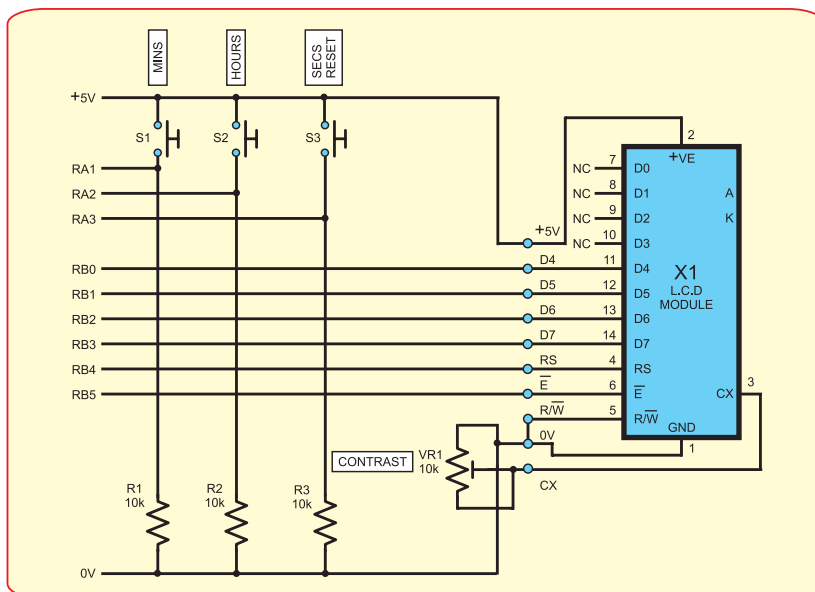 MINS
HOURS
SECS
RESET
+5V
S1
S2
S3
RA1
RA2
RA3
RB0
RB1
RB2
RB3
RB4
RB5
+5V
D4
D5
D6
D7
RS
E̅
R/W̅
0V
CX
NC 7 D0
NC 8 D1
NC 9 D2
NC 10 D3
11 D4
12 D5
13 D6
14 D7
4 RS
6 E̅
5 R/W̅
2
+VE
A
K
X1
L.C.D
MODULE
3
CX
GND
1
CONTRAST
VR1
10k
R1
10k
R2
10k
R3
10k
0V